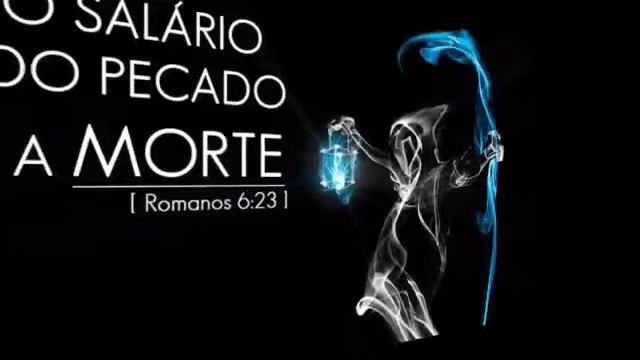 O SALÁRIO
DO PECADO
A MORTE
[ Romanos 6:23 ]